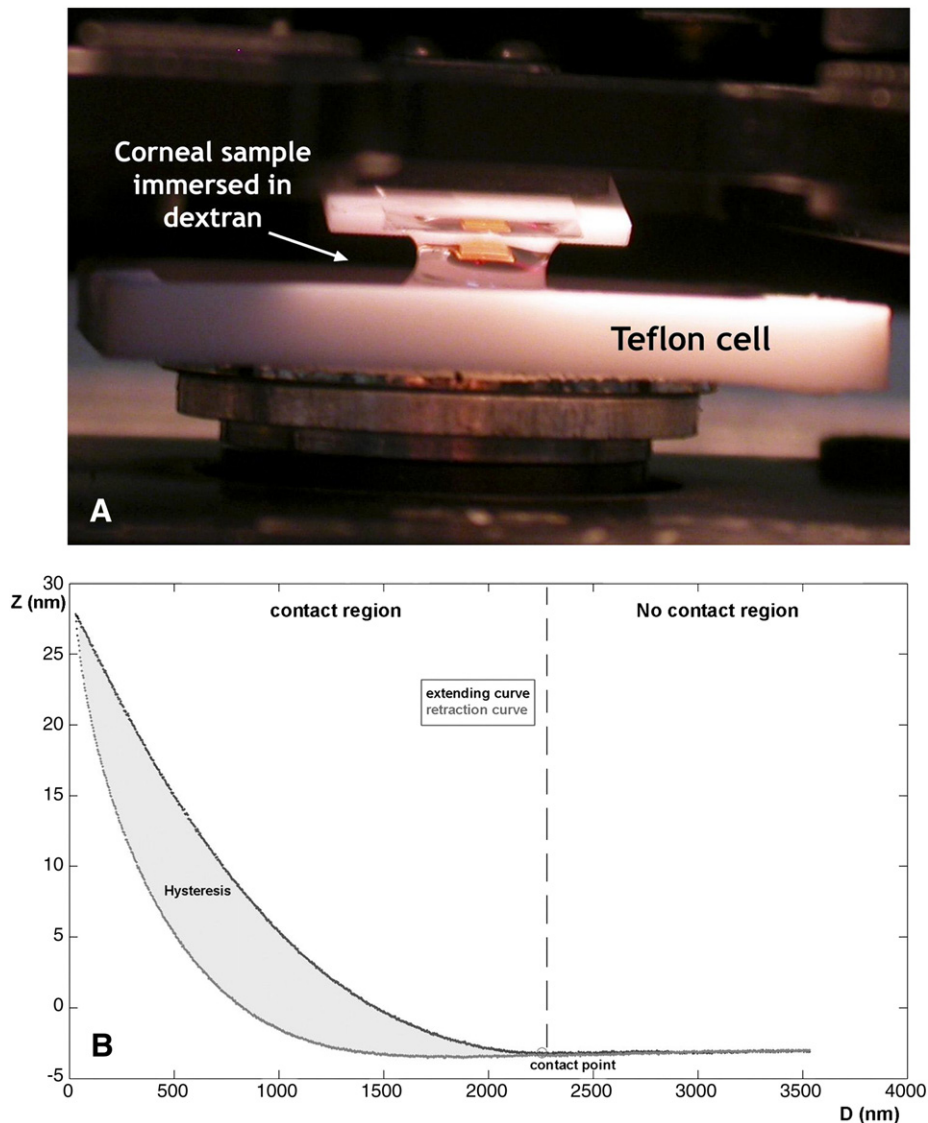 Corneal sample
immersed in
dextran
Teflon cell
A
30
Z (nm)
contact region
No contact region
25
extending curve
retraction curve
20
15
10
Hysteresis
5
0
B
contact point
-5
0 500 1000 1500 2000 2500 3000 3500 4000
D (nm)